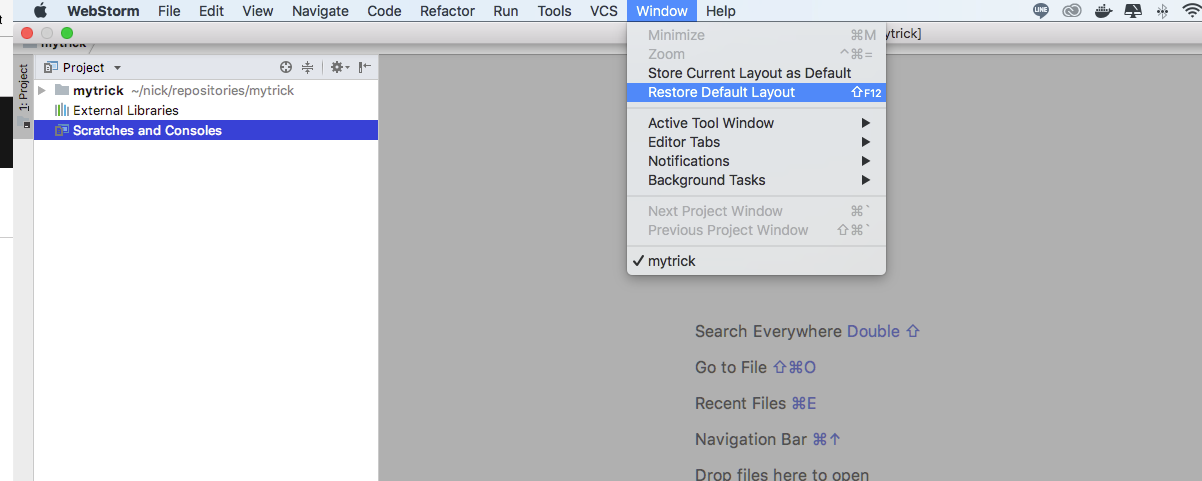 WebStorm File Edit View Navigate Code Refactor Run Tools VCS Window Help LINE
t
mytrick
ytrick]
Minimize ⌘M
Zoom ^⌘=
Store Current Layout as Default
Restore Default Layout ⇧F12
Active Tool Window ▶
Editor Tabs ▶
Notifications ▶
Background Tasks ▶
Next Project Window ⌘`
Previous Project Window ⇧⌘`
✓ mytrick
1: Project
Project
mytrick ~/nick/repositories/mytrick
External Libraries
Scratches and Consoles
Search Everywhere Double ⇧
Go to File ⇧⌘O
Recent Files ⌘E
Navigation Bar ⌘↑
Drop files here to open